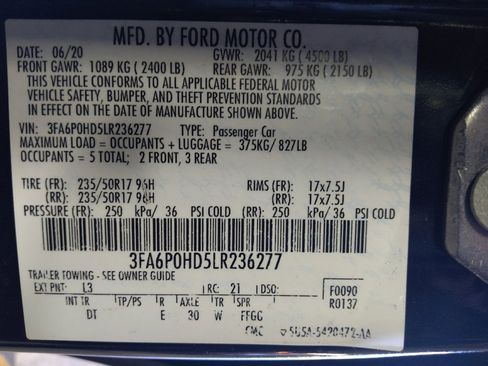 MFD. BY FORD MOTOR CO.
DATE: 06/20 GVWR: 2041 KG ( 4500 LB)
FRONT GAWR: 1089 KG ( 2400 LB) REAR GAWR: 975 KG ( 2150 LB)
THIS VEHICLE CONFORMS TO ALL APPLICABLE FEDERAL MOTOR
VEHICLE SAFETY, BUMPER, AND THEFT PREVENTION STANDARDS
IN EFFECT ON THE DATE OF MANUFACTURE SHOWN ABOVE.
VIN: 3FA6P0HD5LR236277 TYPE: Passenger Car
MAXIMUM LOAD = OCCUPANTS + LUGGAGE = 375KG/827LB
OCCUPANTS = 5 TOTAL; 2 FRONT, 3 REAR
TIRE (FR): 235/50R17 96H RIMS (FR): 17x7.5J
(RR): 235/50R17 96H (RR): 17x7.5J
PRESSURE (FR): 250 kPa/ 36 PSI COLD (RR): 250 kPa/ 36 PSI COLD
3FA6P0HD5LR236277
TRAILER TOWING - SEE OWNER GUIDE
EXT PNT: L3 RC: 21 DSO: F0090
INT TR TP/PS R AXLE TR SPR R0137
DT E 30 W FFGG